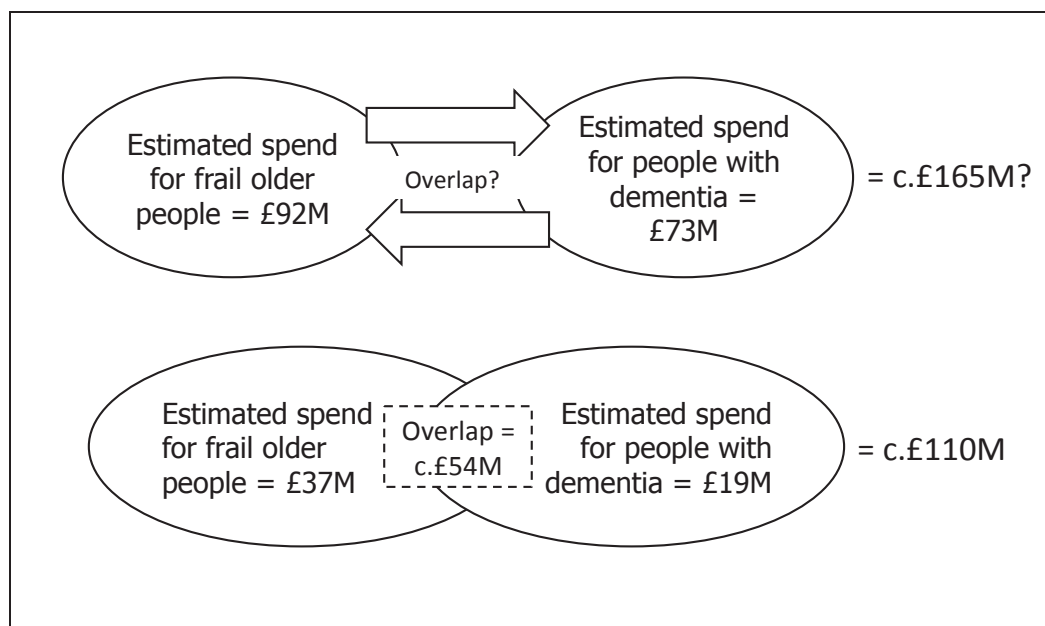 Estimated spend
for frail older
people = £92M
Overlap?
Estimated spend
for people with
dementia =
£73M
= c.£165M?
Estimated spend
for frail older
people = £37M
Overlap =
c.£54M
Estimated spend
for people with
dementia = £19M
= c.£110M